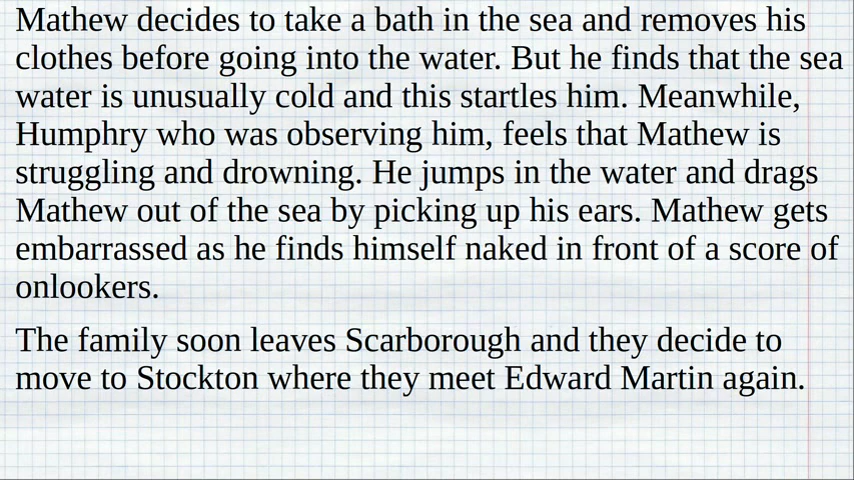 Mathew decides to take a bath in the sea and removes his
clothes before going into the water. But he finds that the sea
water is unusually cold and this startles him. Meanwhile,
Humphry who was observing him, feels that Mathew is
struggling and drowning. He jumps in the water and drags
Mathew out of the sea by picking up his ears. Mathew gets
embarrassed as he finds himself naked in front of a score of
onlookers.
The family soon leaves Scarborough and they decide to
move to Stockton where they meet Edward Martin again.